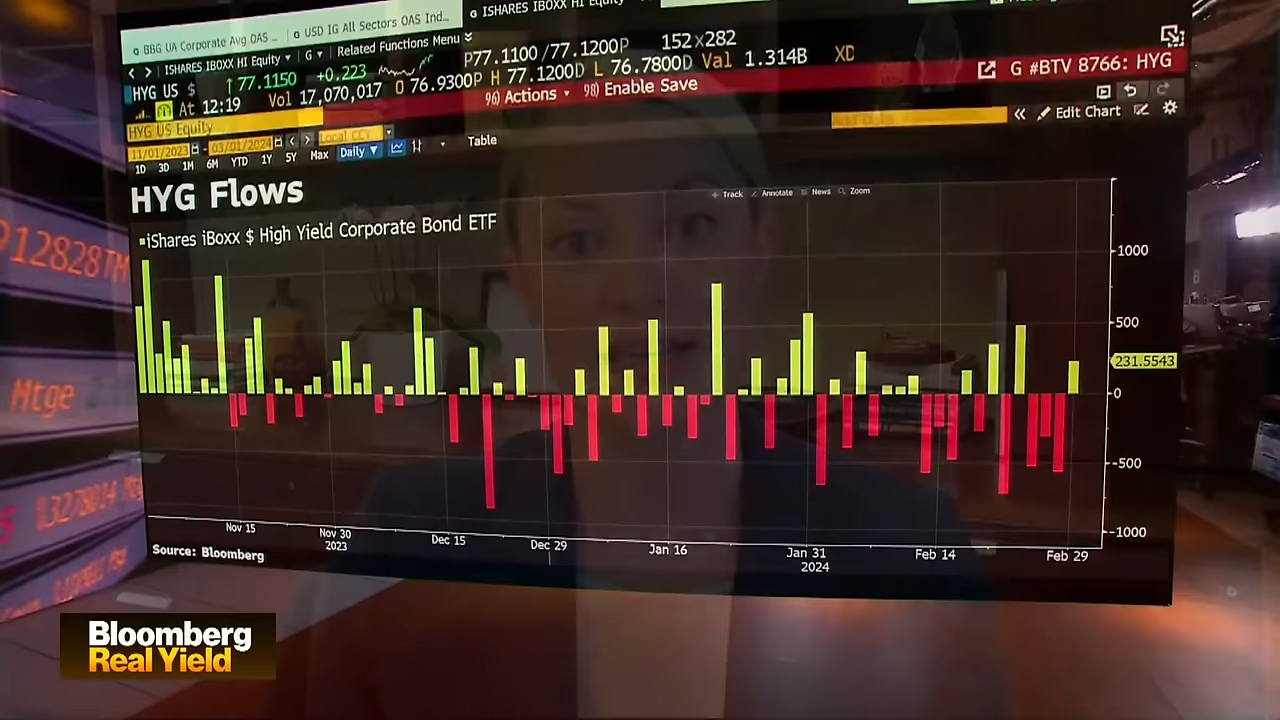 BBG UA Corporate Avg OAS ...
G USD IG All Sectors OAS Ind...
G ISHARES IBOXX HI Equity
ISHARES IBOXX HI Equity G Related Functions Menu
HYG US $ ↑77.1150 +0.223 P77.1100/77.1200P 152x282
At 12:19 Vol 17,070,017 O 76.9300P H 77.1200D L 76.7800D Val 1.314B XD
HYG US Equity 96) Actions 98) Enable Save G #BTV 8766: HYG
11/01/2023 - 03/01/2024 Local CCY « Edit Chart
1D 3D 1M 6M YTD 1Y 5Y Max Daily ▼ Table
HYG Flows
Track Annotate News Zoom
iShares iBoxx $ High Yield Corporate Bond ETF
1000
500
231.5543
0
-500
-1000
Nov 15 Nov 30 Dec 15 Dec 29 Jan 16 Jan 31 Feb 14 Feb 29
2023 2024
Source: Bloomberg
912828TM
Mtge
Bloomberg
Real Yield